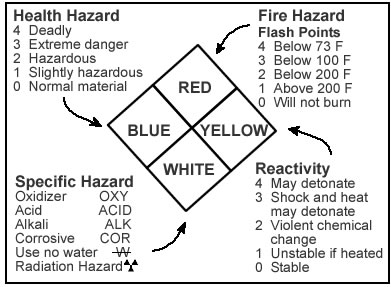 Health Hazard
4 Deadly
3 Extreme danger
2 Hazardous
1 Slightly hazardous
0 Normal material
Fire Hazard
Flash Points
4 Below 73 F
3 Below 100 F
2 Below 200 F
1 Above 200 F
0 Will not burn
RED
BLUE
YELLOW
WHITE
Specific Hazard
Oxidizer OXY
Acid ACID
Alkali ALK
Corrosive COR
Use no water W
Radiation Hazard
Reactivity
4 May detonate
3 Shock and heat
may detonate
2 Violent chemical
change
1 Unstable if heated
0 Stable